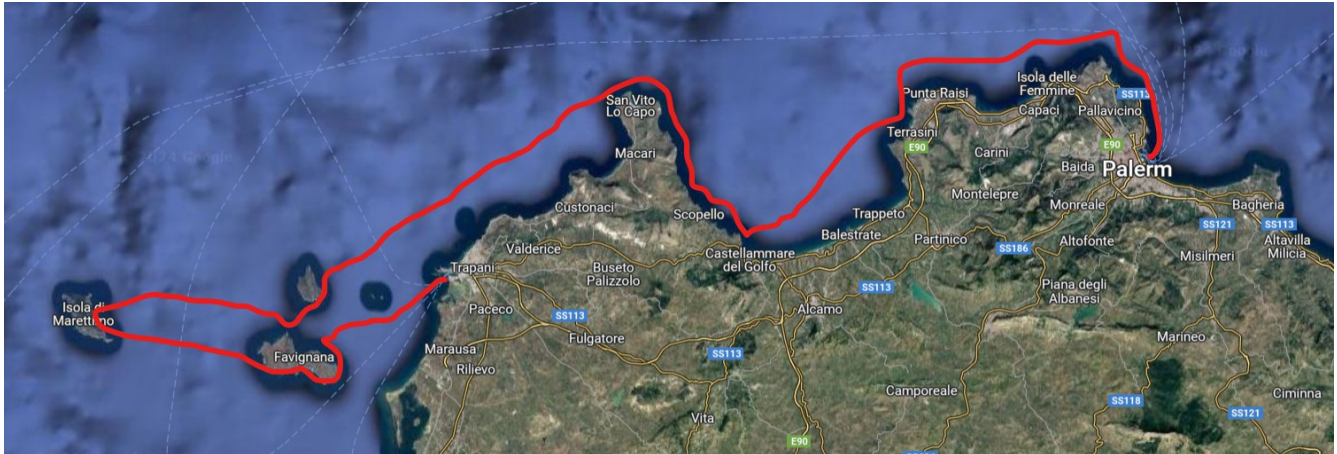 San Vito
Lo Capo
Macari
Custonaci
Scopello
Valderice
Buseto
Palizzolo
Castellammare
del Golfo
Trapani
Paceco
SS113
Fulgatore
Marausa
Rilievo
SS113
Vita
E90
Alcamo
SS113
Camporeale
Isola di
Marettimo
Favignana
Punta Raisi
Terrasini
E90
Isola delle
Femmine
Capaci
SS113
Pallavicino
E90
Baida
Palerm
Carini
Montelepre
Monreale
Trappeto
Balestrate
Partinico
SS186
Altofonte
Piana degli
Albanesi
SS121
Misilmeri
Bagheria
SS113
Altavilla
Milicia
Marineo
SS118
SS121
Ciminna